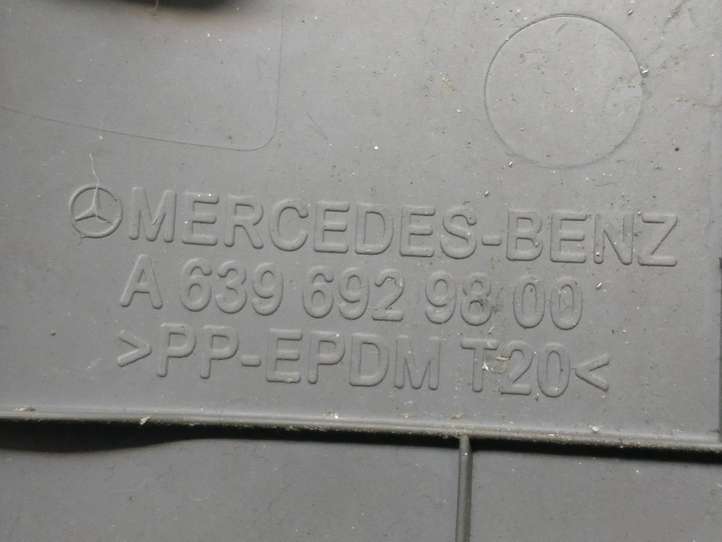 MERCEDES-BENZ
A 639 692 98 00
>PP-EPDM T20<